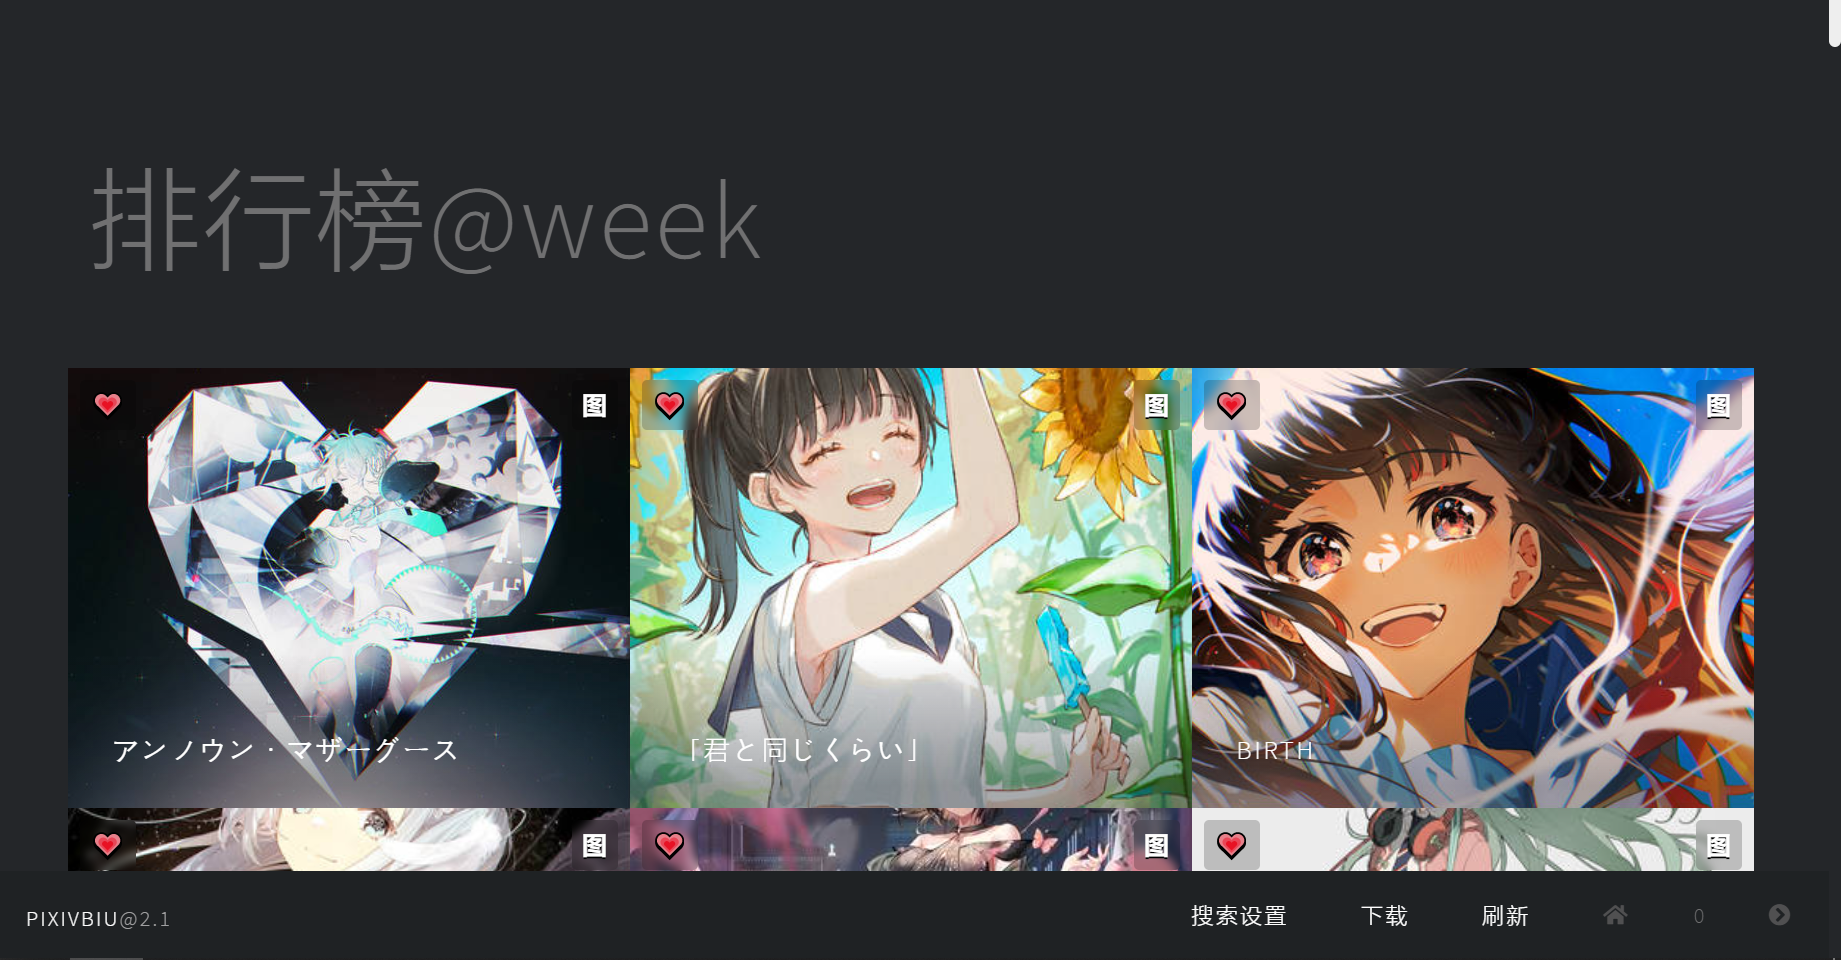 排行榜@week
图
图
图
アンノウン・マザーグース
「君と同じくらい」
BIRTH
图
图
图
PIXIVBIU@2.1
搜索设置
下载
刷新
0